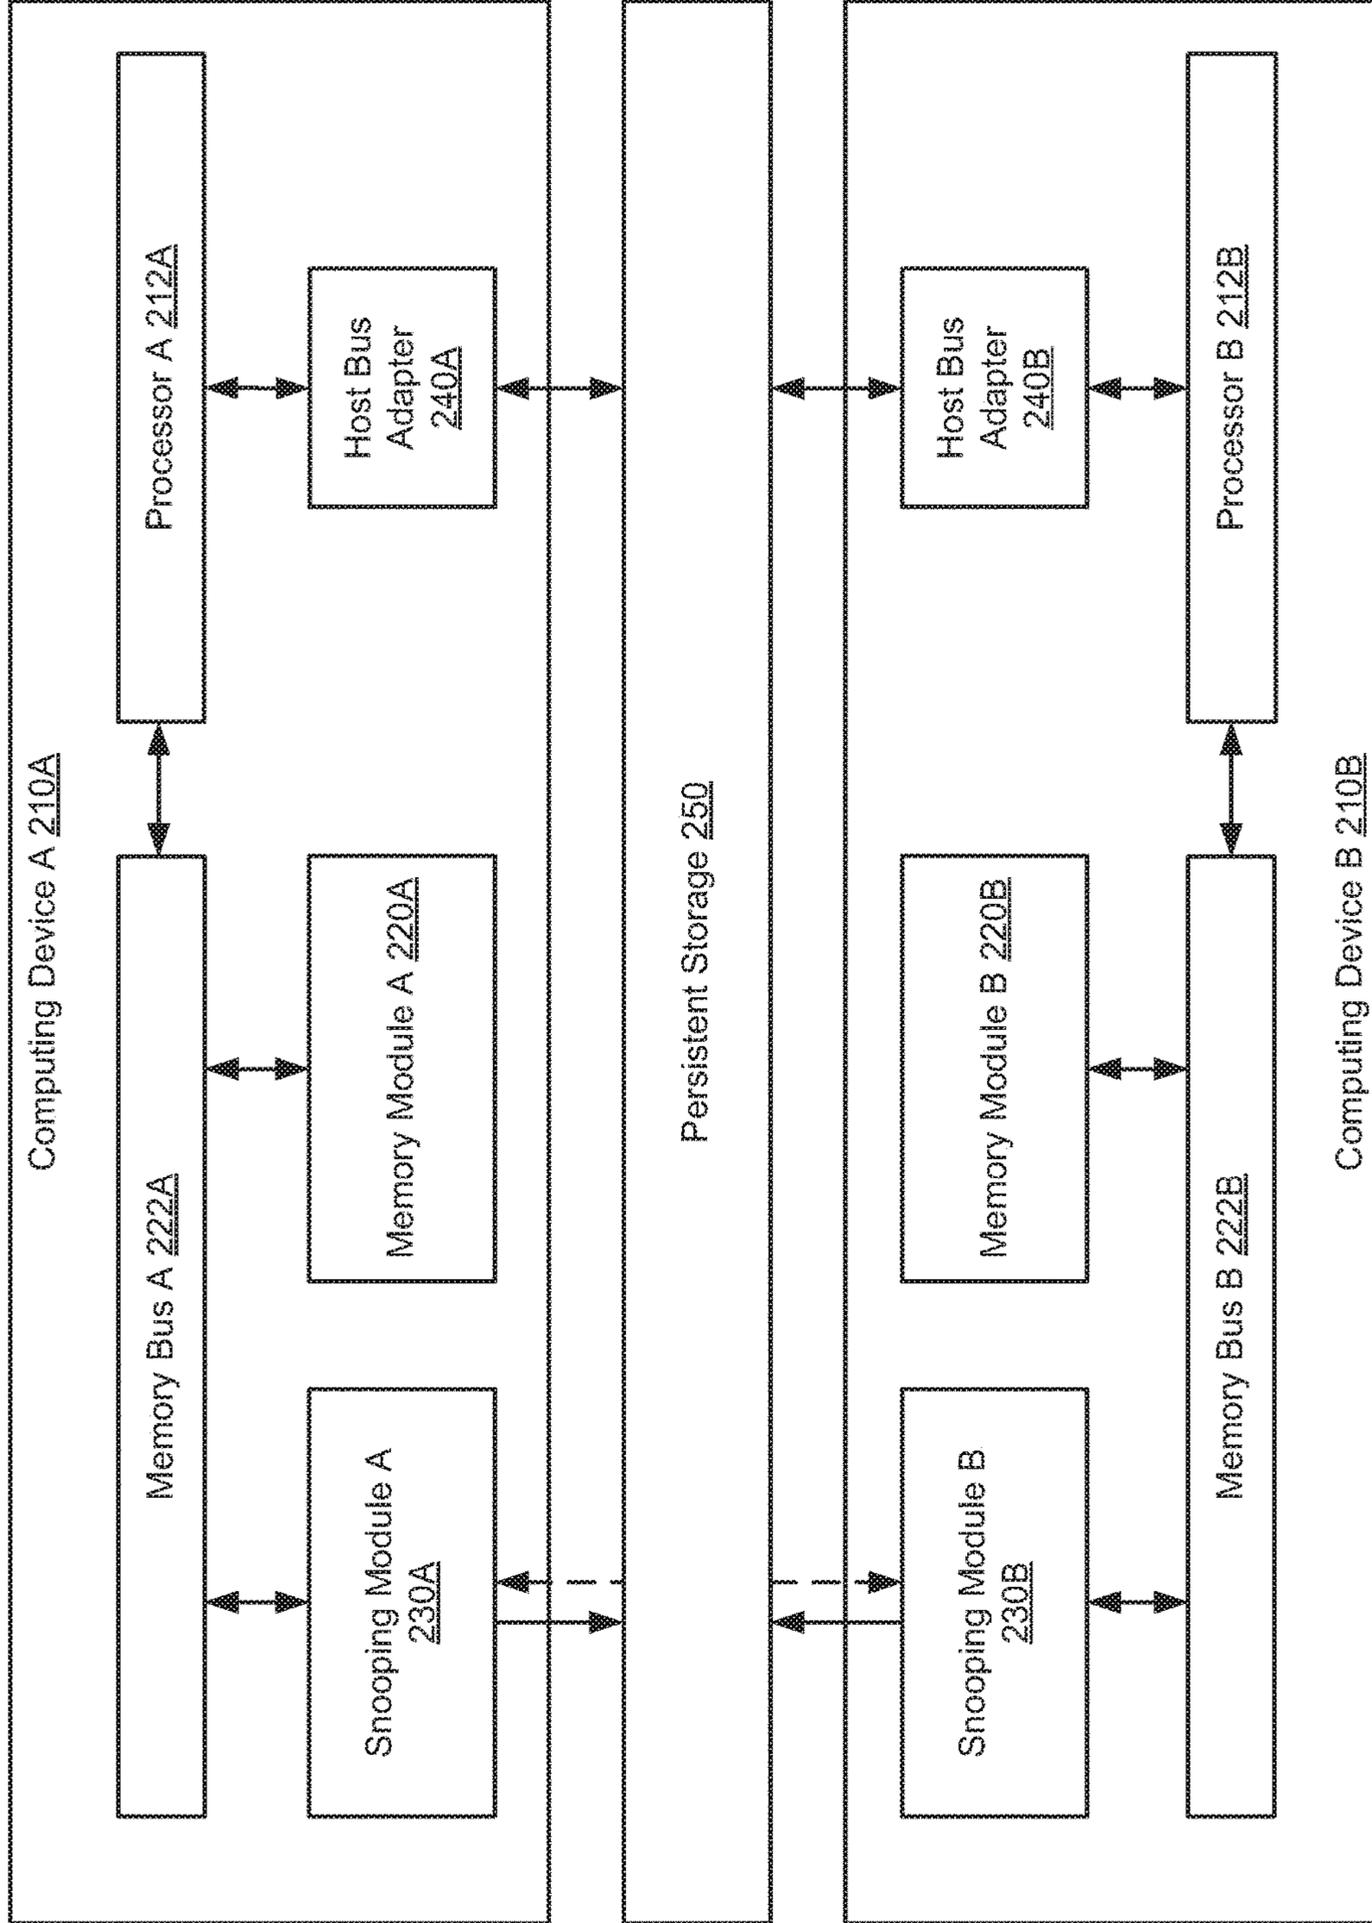 Computing Device A 210A
Memory Bus A 222A
Processor A 212A
Snooping Module A
230A
Memory Module A 220A
Host Bus
Adapter
240A
Persistent Storage 250
Snooping Module B
230B
Memory Module B 220B
Host Bus
Adapter
240B
Memory Bus B 222B
Processor B 212B
Computing Device B 210B